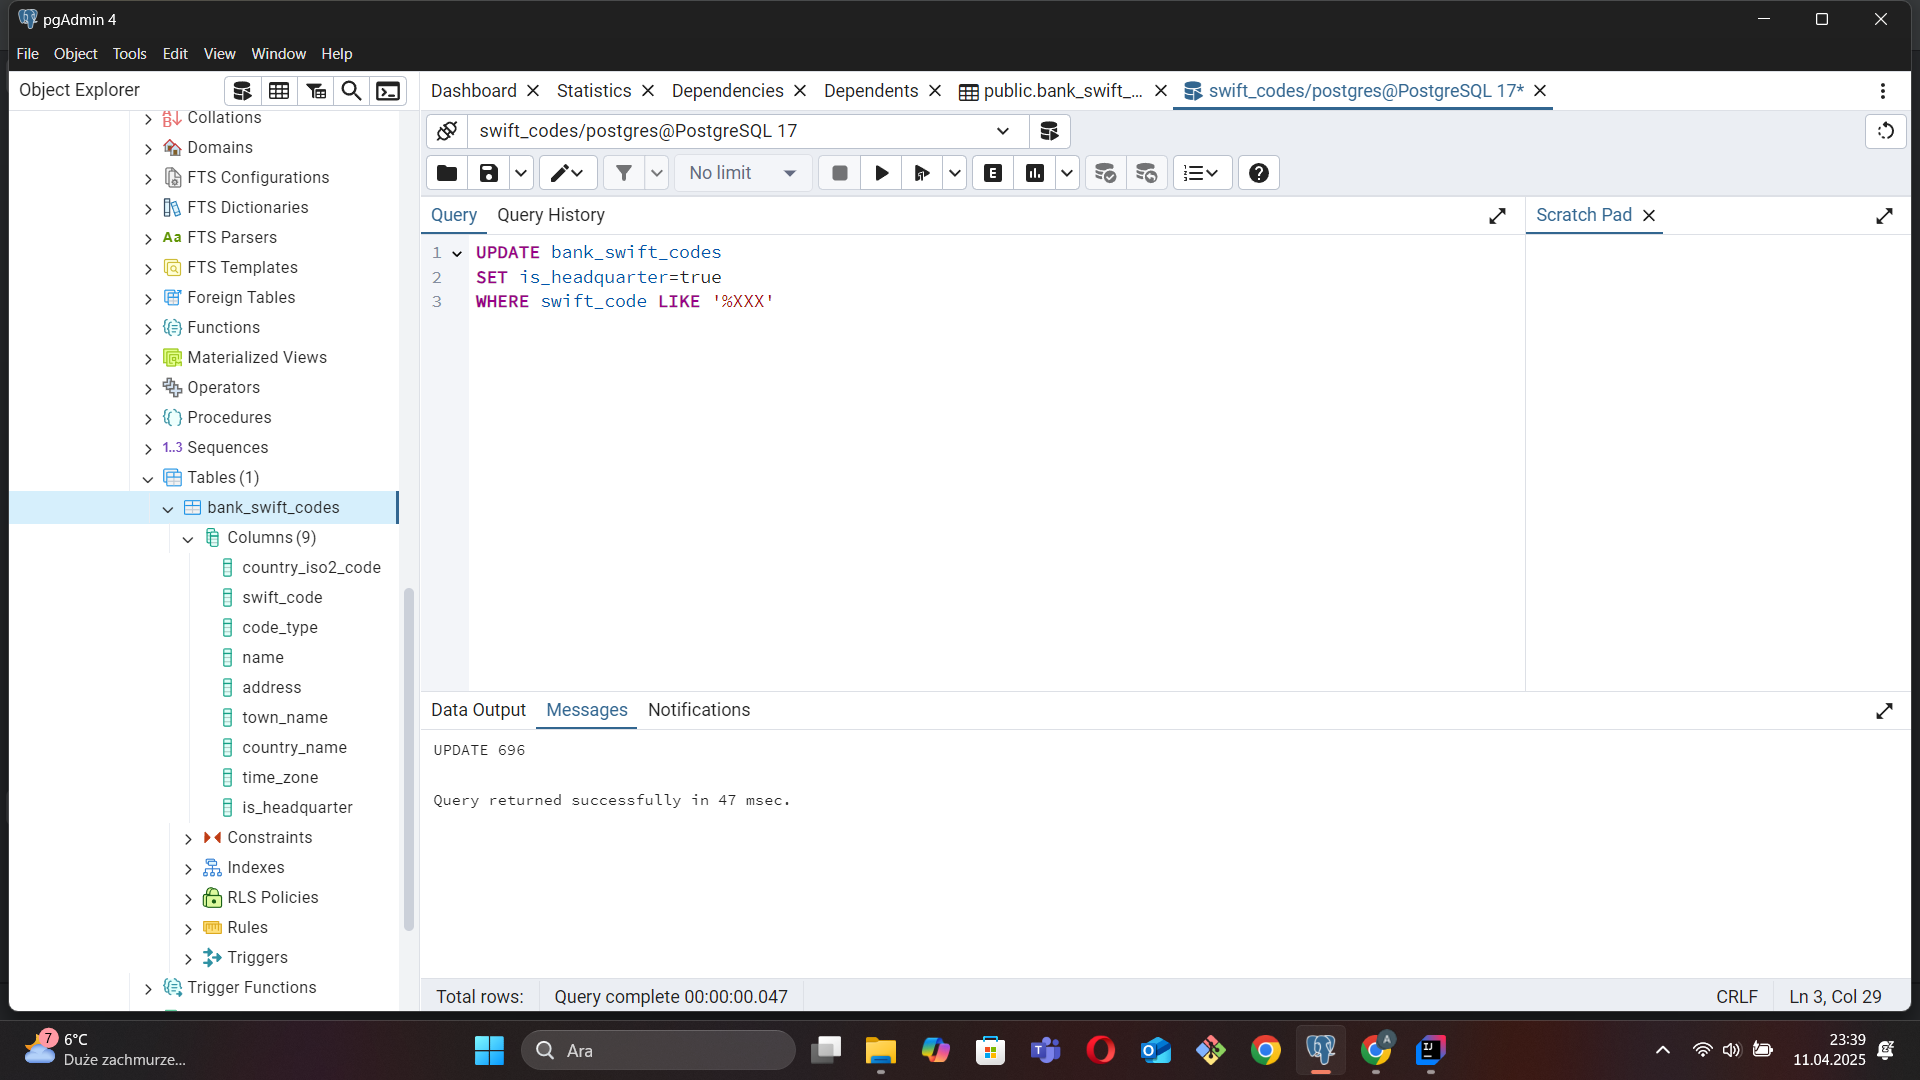 pgAdmin 4
File Object Tools Edit View Window Help
Object Explorer
Dashboard Statistics Dependencies Dependents public.bank_swift_... swift_codes/postgres@PostgreSQL 17*
swift_codes/postgres@PostgreSQL 17
No limit
E
Query Query History
Scratch Pad
1 UPDATE bank_swift_codes
2 SET is_headquarter=true
3 WHERE swift_code LIKE '%XXX'
Collations
Domains
FTS Configurations
FTS Dictionaries
Aa FTS Parsers
FTS Templates
Foreign Tables
Functions
Materialized Views
Operators
Procedures
1..3 Sequences
Tables (1)
bank_swift_codes
Columns (9)
country_iso2_code
swift_code
code_type
name
address
town_name
country_name
time_zone
is_headquarter
Constraints
Indexes
RLS Policies
Rules
Triggers
Trigger Functions
Data Output Messages Notifications
UPDATE 696
Query returned successfully in 47 msec.
Total rows: Query complete 00:00:00.047
CRLF Ln 3, Col 29
7
6°C
Duże zachmurze...
Ara
A
IJ
23:39
11.04.2025